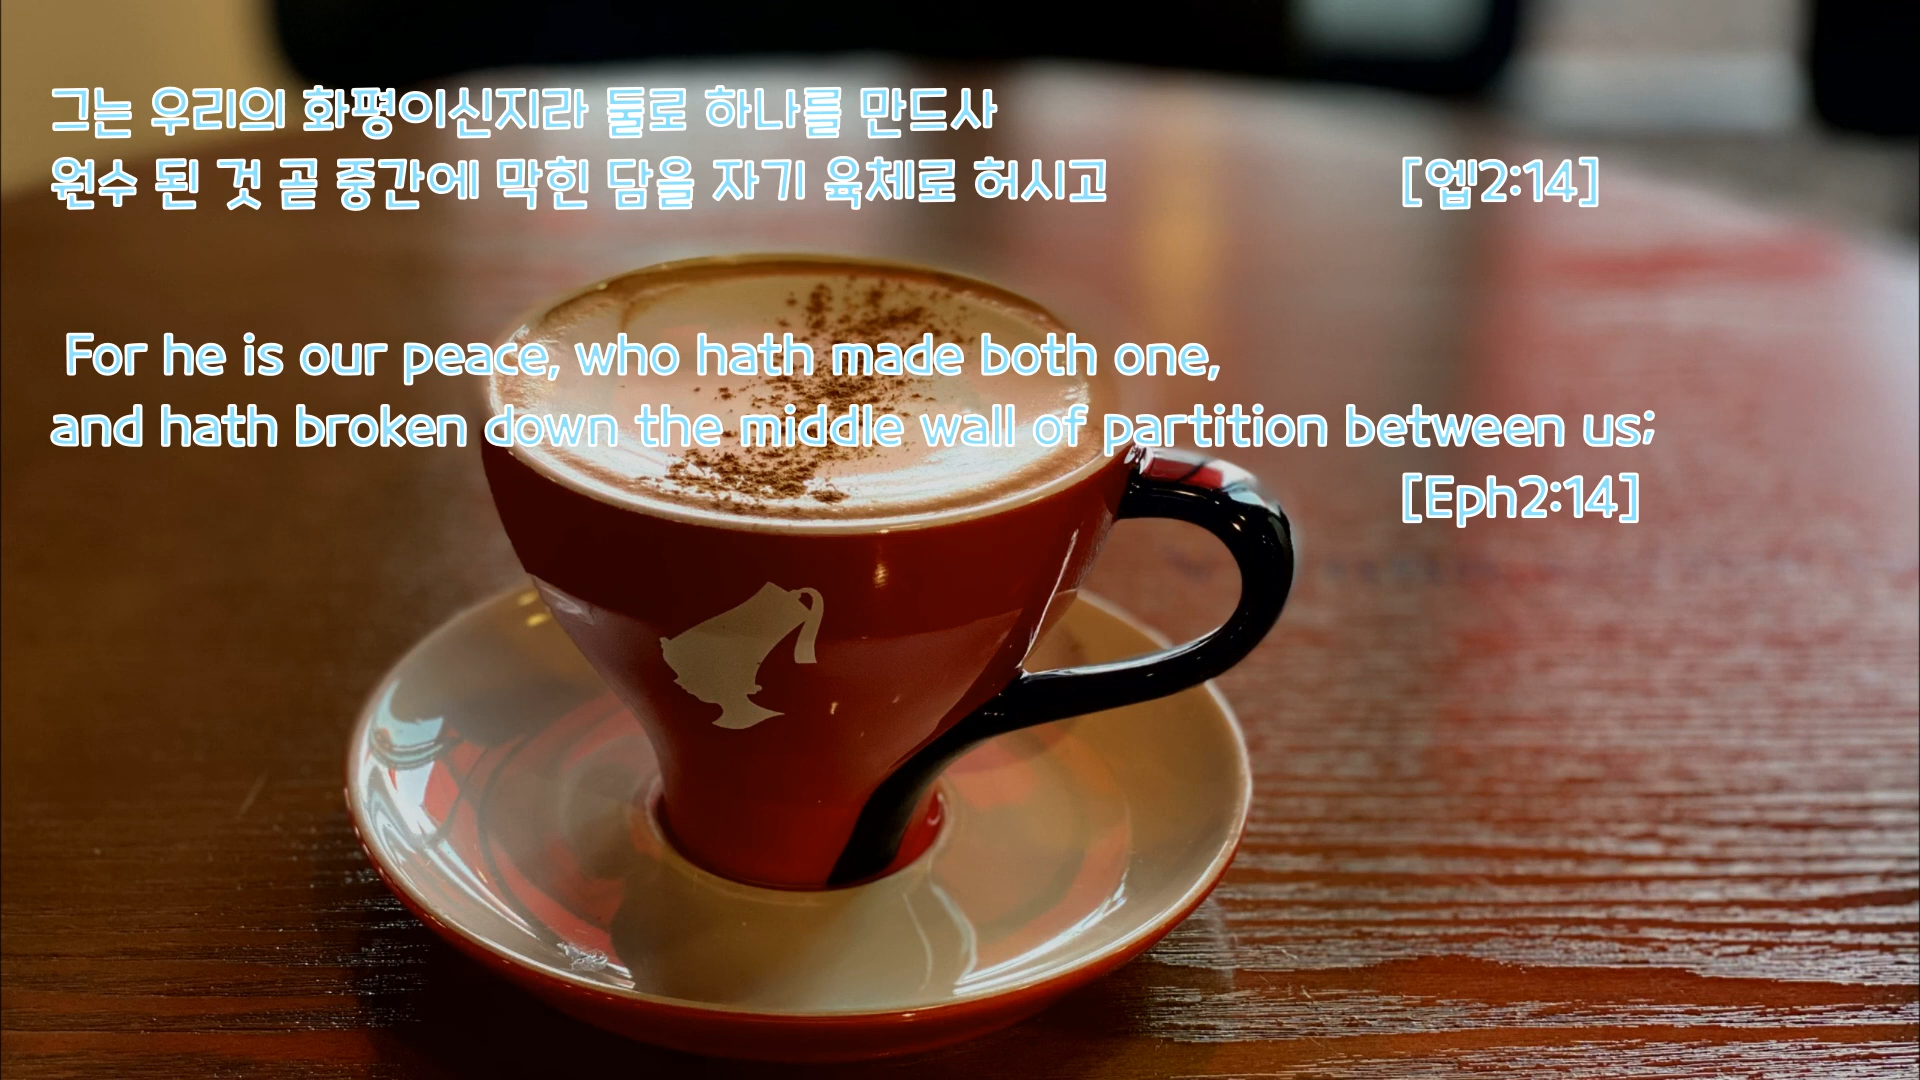 그는 우리의 화평이신지라 둘로 하나를 만드사
원수 된 것 곧 중간에 막힌 담을 자기 육체로 허시고 [엡2:14]
For he is our peace, who hath made both one,
and hath broken down the middle wall of partition between us;
[Eph2:14]